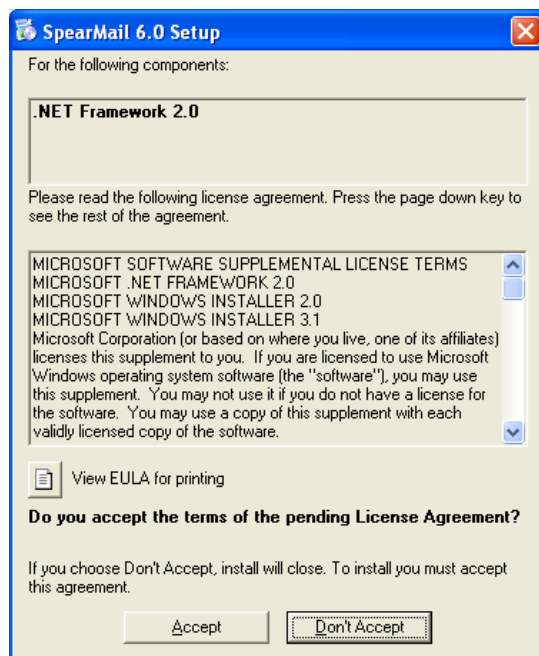 SpearMail 6.0 Setup
For the following components:
.NET Framework 2.0
Please read the following license agreement. Press the page down key to
see the rest of the agreement.
MICROSOFT SOFTWARE SUPPLEMENTAL LICENSE TERMS
MICROSOFT .NET FRAMEWORK 2.0
MICROSOFT WINDOWS INSTALLER 2.0
MICROSOFT WINDOWS INSTALLER 3.1
Microsoft Corporation (or based on where you live, one of its affiliates)
licenses this supplement to you.  If you are licensed to use Microsoft
Windows operating system software (the "software"), you may use
this supplement.  You may not use it if you do not have a license for
the software.  You may use a copy of this supplement with each
validly licensed copy of the software.
View EULA for printing
Do you accept the terms of the pending License Agreement?
If you choose Don't Accept, install will close. To install you must accept
this agreement.
Accept
Don't Accept